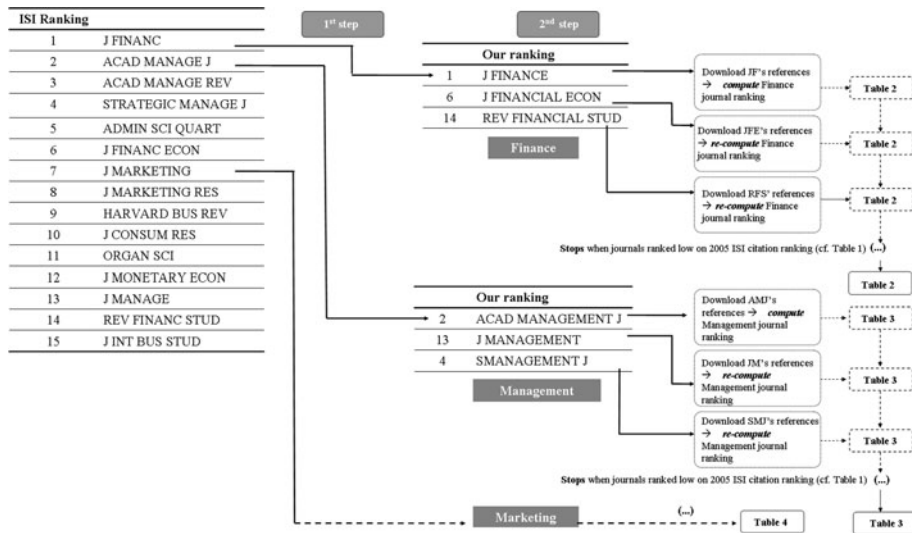 ISI Ranking
1 J FINANC
2 ACAD MANAGE J
3 ACAD MANAGE REV
4 STRATEGIC MANAGE J
5 ADMIN SCI QUART
6 J FINANC ECON
7 J MARKETING
8 J MARKETING RES
9 HARVARD BUS REV
10 J CONSUM RES
11 ORGAN SCI
12 J MONETARY ECON
13 J MANAGE
14 REV FINANC STUD
15 J INT BUS STUD
1st step
2nd step
Our ranking
1 J FINANCE
6 J FINANCIAL ECON
14 REV FINANCIAL STUD
Finance
Download JF's references
→ compute Finance
journal ranking
Table 2
Download JFE's references
→ re-compute Finance
journal ranking
Table 2
Download RFS' references
→ re-compute Finance
journal ranking
Table 2
Stops when journals ranked low on 2005 ISI citation ranking (cf. Table 1) (...)
Table 2
Our ranking
2 ACAD MANAGEMENT J
13 J MANAGEMENT
4 SMANAGEMENT J
Management
Download AMJ's
references → compute
Management journal
ranking
Table 3
Download JM's references
→ re-compute
Management journal
ranking
Table 3
Download SMJ's references
→ re-compute
Management journal
ranking
Table 3
Stops when journals ranked low on 2005 ISI citation ranking (cf. Table 1) (...)
Marketing
(...)
Table 4
Table 3